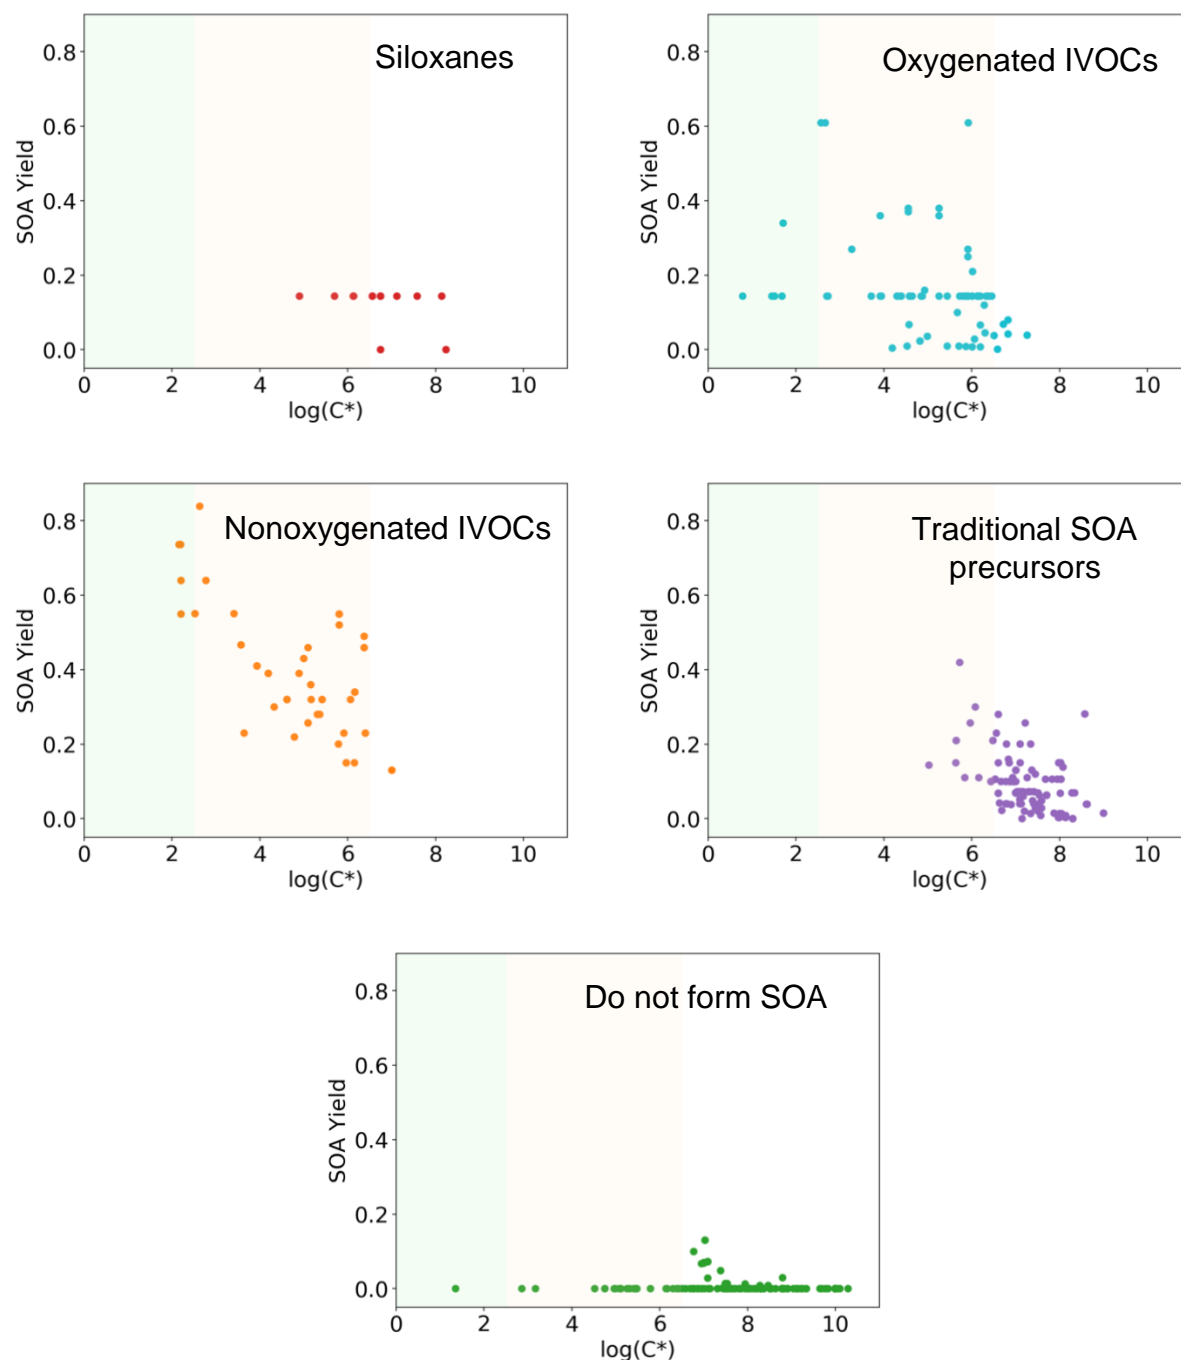 Siloxanes
0.8
0.6
0.4
0.2
0.0
SOA Yield
0 2 4 6 8 10
log(C*)
Oxygenated IVOCs
0.8
0.6
0.4
0.2
0.0
SOA Yield
0 2 4 6 8 10
log(C*)
Nonoxygenated IVOCs
0.8
0.6
0.4
0.2
0.0
SOA Yield
0 2 4 6 8 10
log(C*)
Traditional SOA
precursors
0.8
0.6
0.4
0.2
0.0
SOA Yield
0 2 4 6 8 10
log(C*)
Do not form SOA
0.8
0.6
0.4
0.2
0.0
SOA Yield
0 2 4 6 8 10
log(C*)